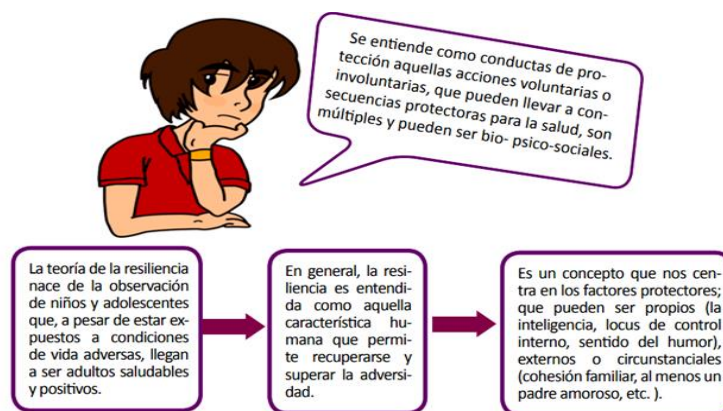 Se entiende como conductas de pro-
tección aquellas acciones voluntarias o
involuntarias, que pueden llevar a con-
secuencias protectoras para la salud, son
múltiples y pueden ser bio- psico-sociales.
La teoría de la resiliencia
nace de la observación
de niños y adolescentes
que, a pesar de estar ex-
puestos a condiciones
de vida adversas, llegan
a ser adultos saludables
y positivos.
En general, la resi-
liencia es entendi-
da como aquella
característica hu-
mana que permi-
te recuperarse y
superar la adversi-
dad.
Es un concepto que nos cen-
tra en los factores protectores;
que pueden ser propios (la
inteligencia, locus de control
interno, sentido del humor),
externos o circunstanciales
(cohesión familiar, al menos un
padre amoroso, etc. ).